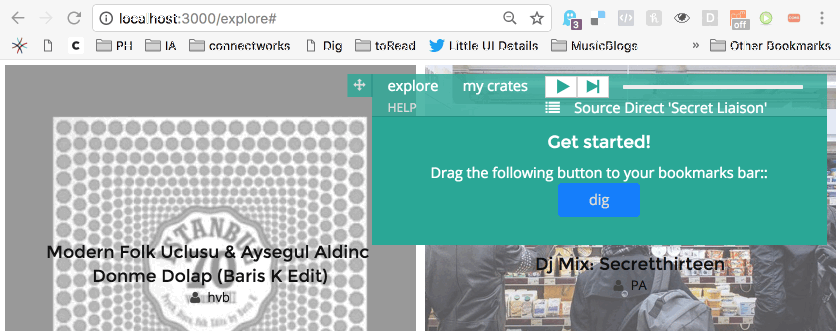 localhost:3000/explore#
3
D
off
C
PH
IA
connectworks
Dig
toRead
Little UI Details
MusicBlogs
»
Other Bookmarks
explore
my crates
HELP
Source Direct 'Secret Liaison'
Get started!
Drag the following button to your bookmarks bar::
dig
Modern Folk Uclusu & Aysegul Aldinc
Donme Dolap (Baris K Edit)
hvb
Dj Mix: Secretthirteen
PA